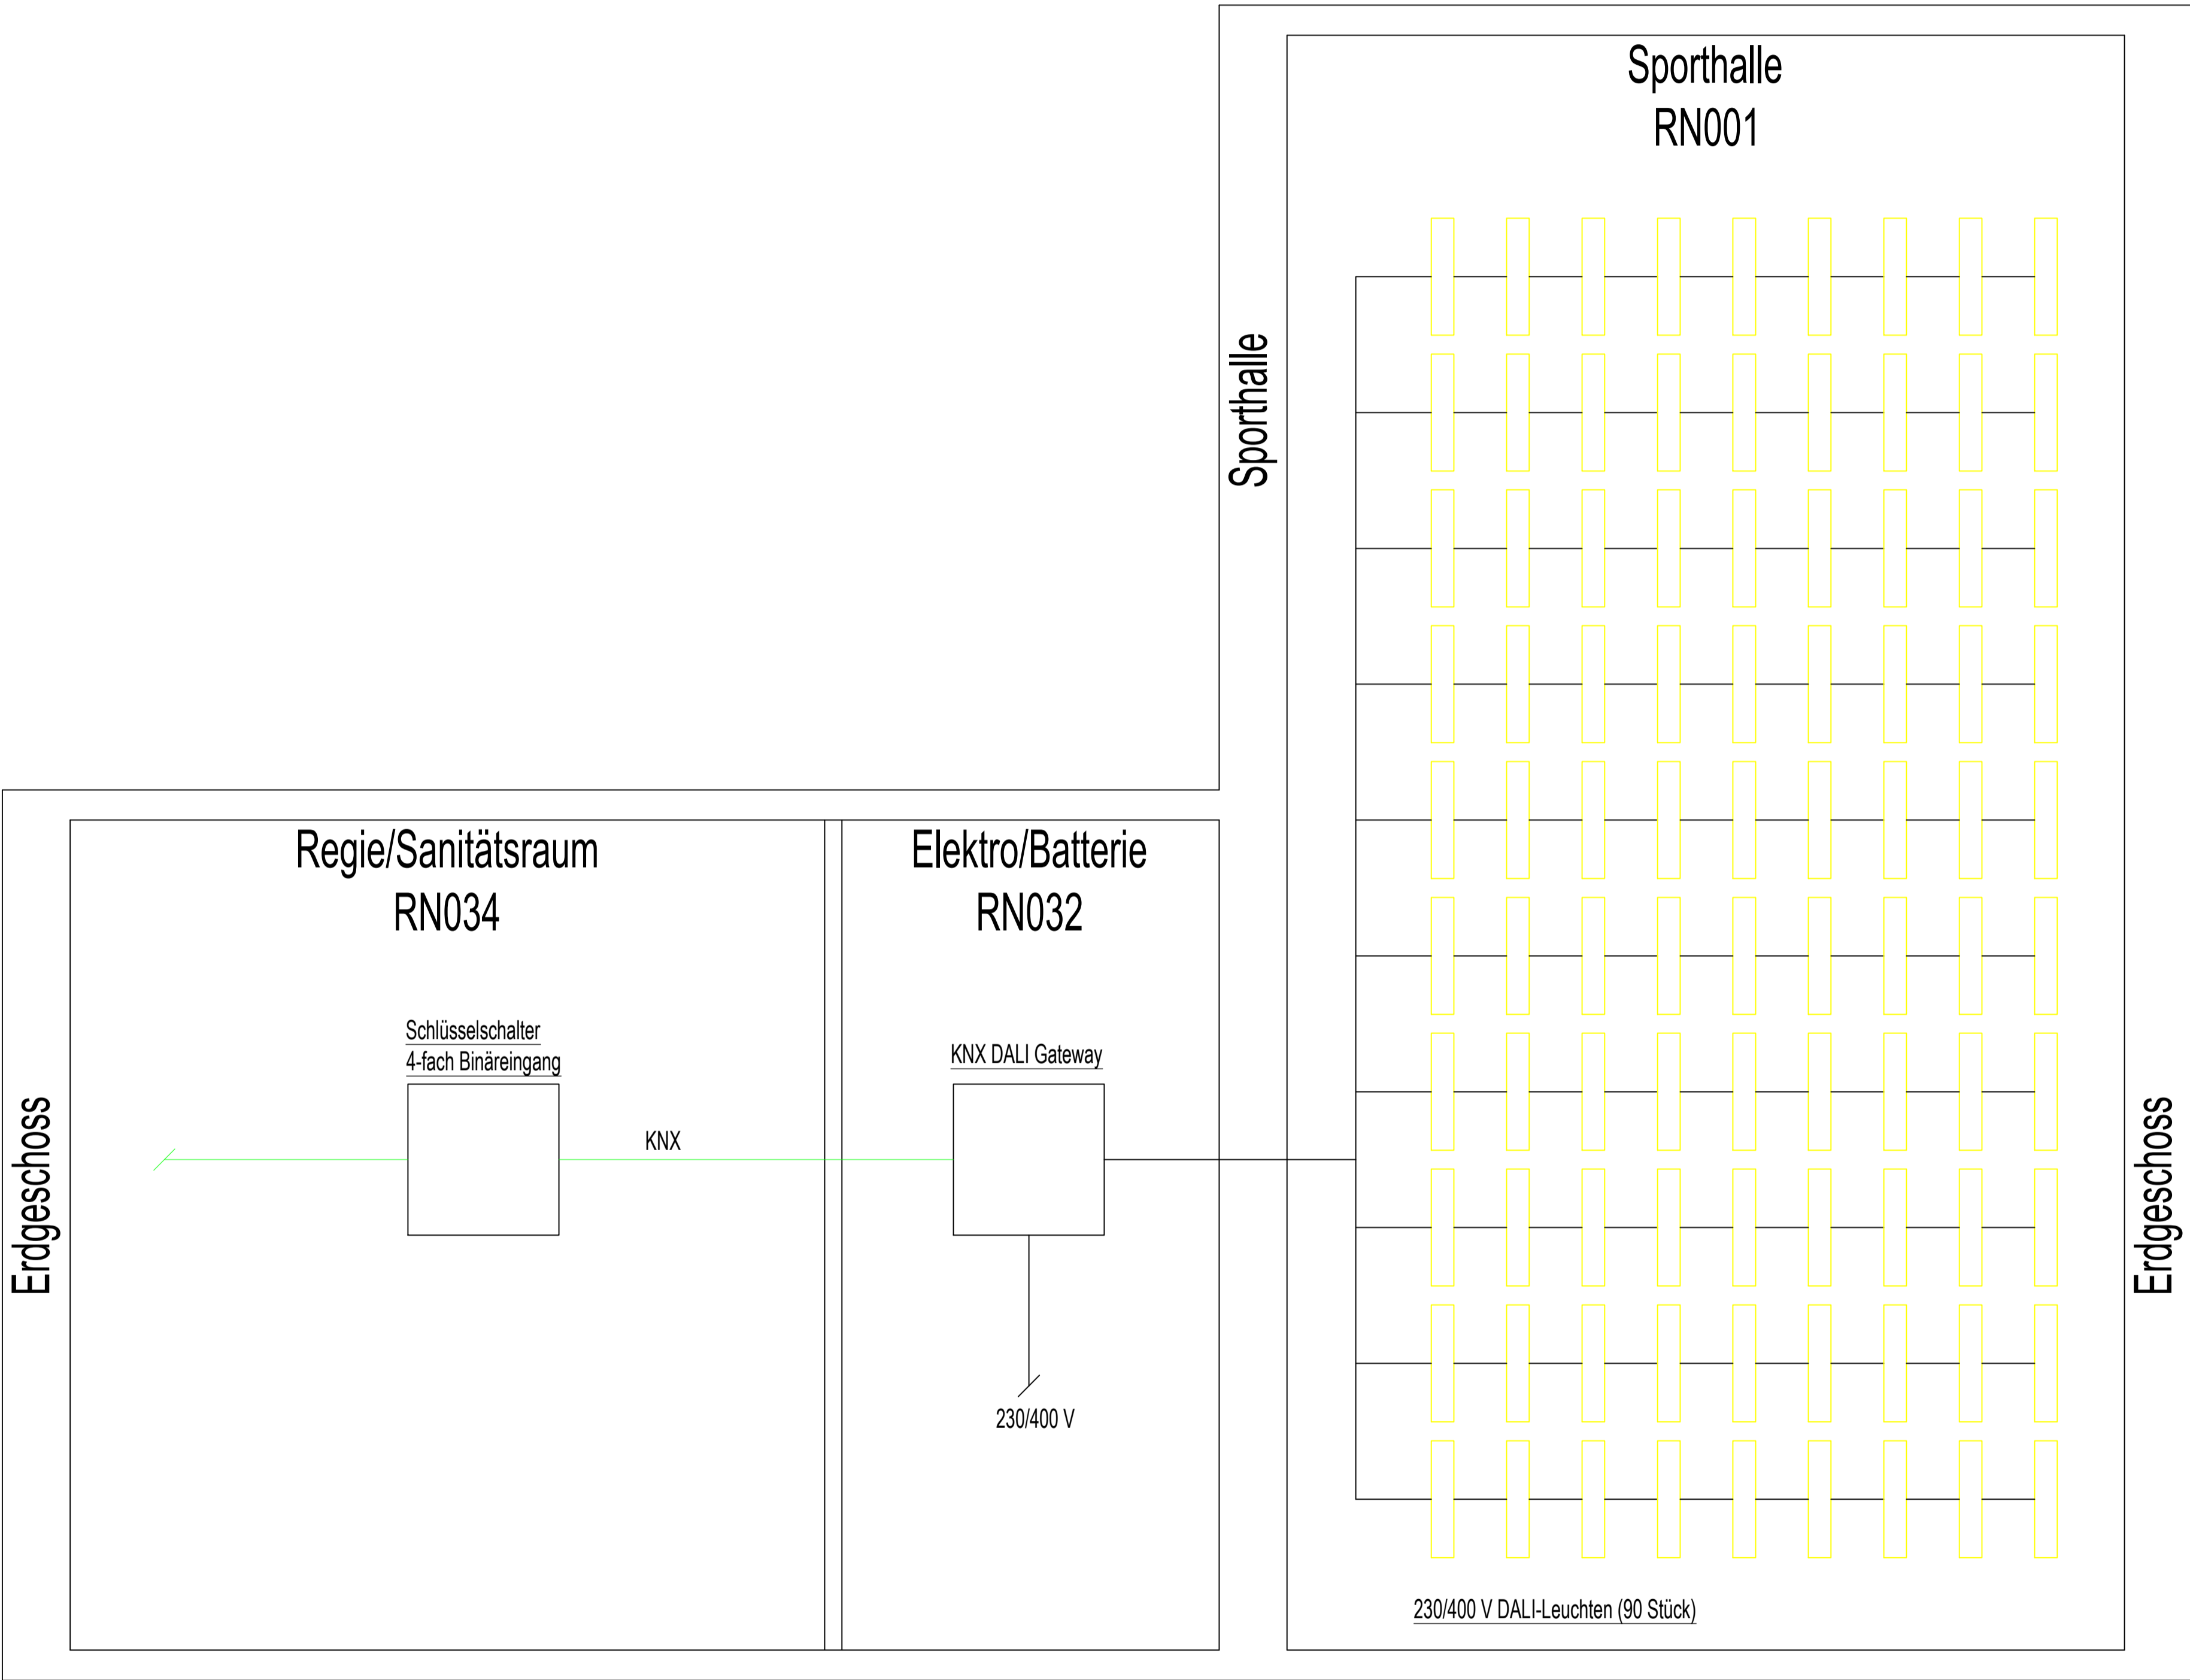 Sporthalle
RN001
Sporthalle
Regie/Sanitätsraum
RN034
Elektro/Batterie
RN032
Schlüsselschalter
4-fach Binäreingang
KNX DALI Gateway
KNX
Erdgeschoss
Erdgeschoss
230/400 V
230/400 V DALI-Leuchten (90 Stück)